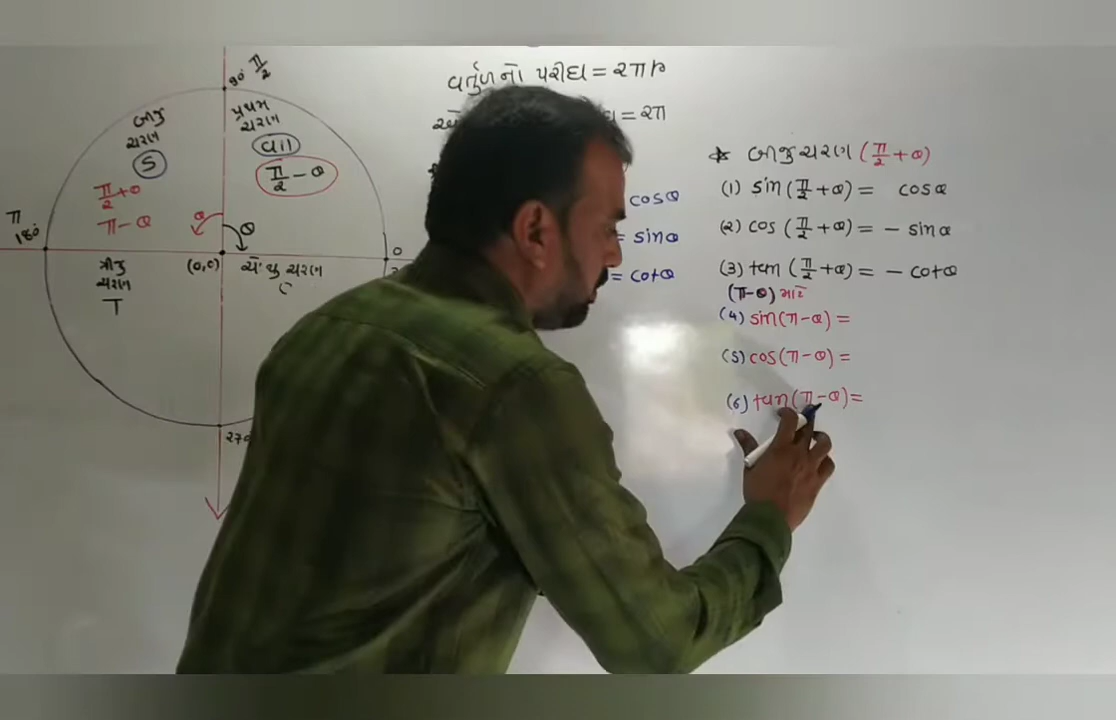 90° π/2
બીજુ
ચરણ
S
પ્રથમ
ચરણ
બધા
π/2 - θ
π/2 + θ
π - θ
π
180°
θ
θ
0
(0,0)
ત્રીજુ
ચરણ
T
ચોથુ ચરણ
C
વર્તુળનો પરીઘ = 2πr
= 2π
cosθ
= sinθ
= cotθ
* બીજુ ચરણ (π/2 + θ)
(1) sin (π/2 + θ) = cosθ
(2) cos (π/2 + θ) = - sinθ
(3) tan (π/2 + θ) = - cotθ
(π-θ) માટે
(4) sin(π-θ) =
(5) cos(π-θ) =
(6) tan(π-θ) =